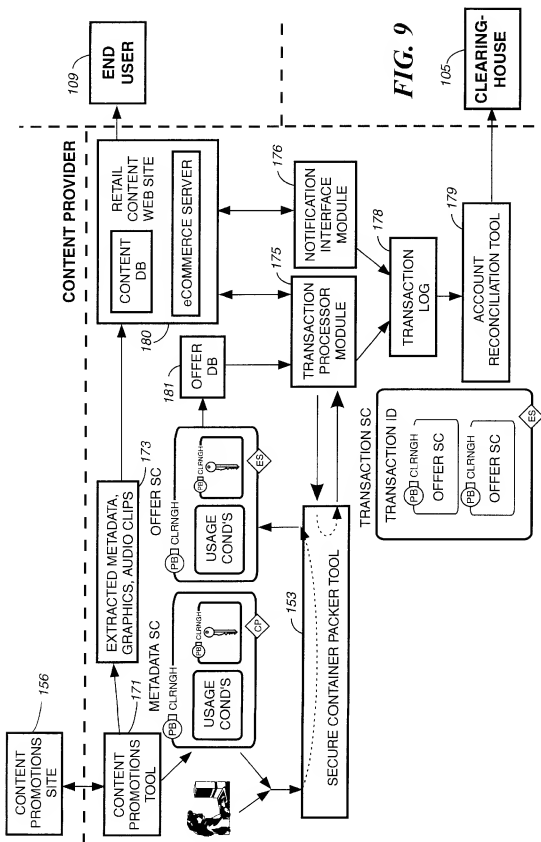 156
CONTENT
PROMOTIONS
SITE
CONTENT PROVIDER
171
CONTENT
PROMOTIONS
TOOL
173
EXTRACTED METADATA,
GRAPHICS, AUDIO CLIPS
180
CONTENT
DB
RETAIL
CONTENT
WEB SITE
eCOMMERCE SERVER
109
END
USER
METADATA SC
PB
CLRNGH
USAGE
COND'S
PB
CLRNGH
CP
OFFER SC
PB
CLRNGH
USAGE
COND'S
PB
CLRNGH
ES
181
OFFER
DB
153
SECURE CONTAINER PACKER TOOL
TRANSACTION
PROCESSOR
MODULE
175
NOTIFICATION
INTERFACE
MODULE
176
TRANSACTION
LOG
178
TRANSACTION SC
TRANSACTION ID
PB
CLRNGH
OFFER SC
PB
CLRNGH
OFFER SC
ES
ACCOUNT
RECONCILIATION TOOL
179
FIG. 9
105
CLEARING-
HOUSE